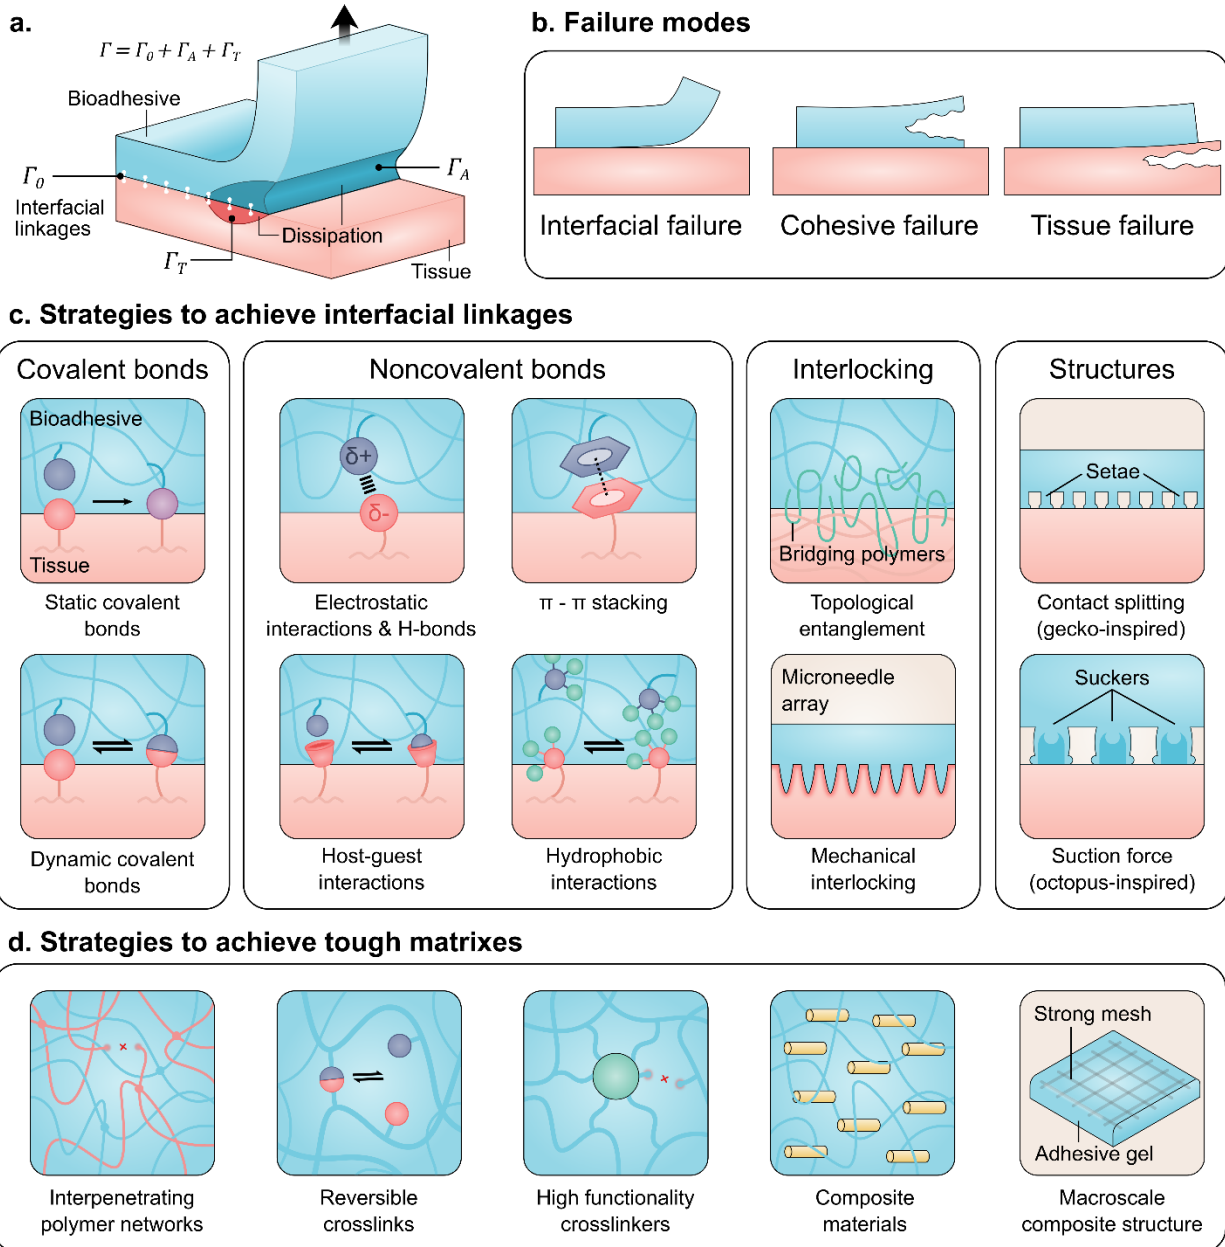 a.
Γ = Γ₀ + Γ_A + Γ_T
Bioadhesive
Γ₀
Interfacial
linkages
Γ_A
Dissipation
Γ_T
Tissue
b. Failure modes
Interfacial failure
Cohesive failure
Tissue failure
c. Strategies to achieve interfacial linkages
Covalent bonds
Bioadhesive
Tissue
Static covalent
bonds
Dynamic covalent
bonds
Noncovalent bonds
δ+
δ-
Electrostatic
interactions & H-bonds
π - π stacking
Host-guest
interactions
Hydrophobic
interactions
Interlocking
Bridging polymers
Topological
entanglement
Microneedle
array
Mechanical
interlocking
Structures
Setae
Contact splitting
(gecko-inspired)
Suckers
Suction force
(octopus-inspired)
d. Strategies to achieve tough matrixes
Interpenetrating
polymer networks
Reversible
crosslinks
High functionality
crosslinkers
Composite
materials
Strong mesh
Adhesive gel
Macroscale
composite structure